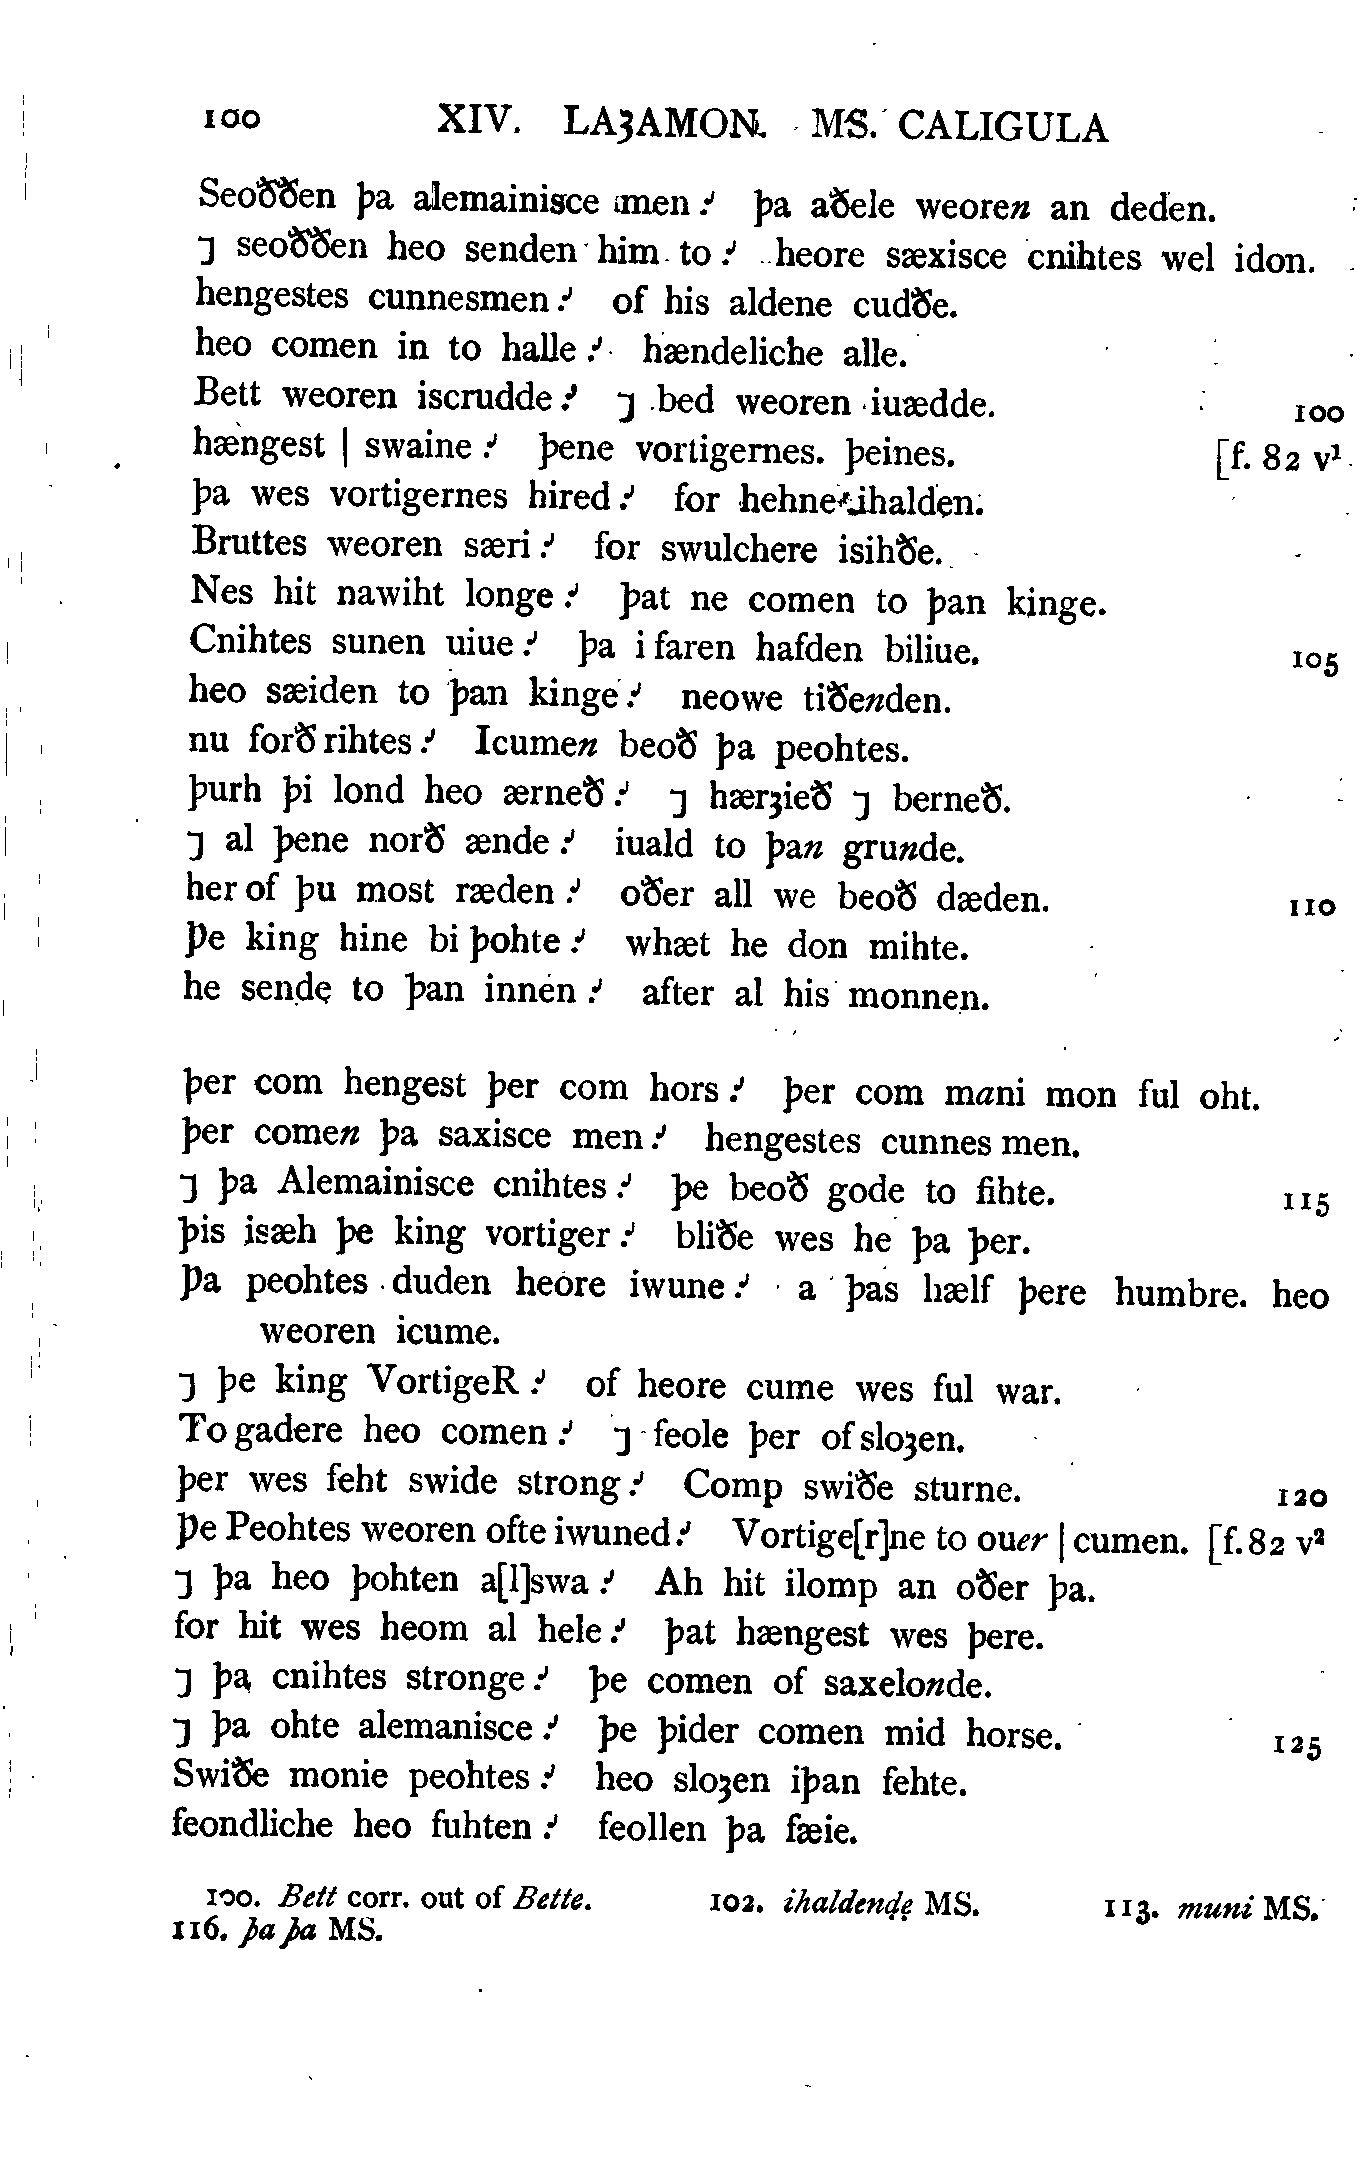 100 XIV. LAȜAMON. MS. CALIGULA
Seoððen þa alemainisce men :' þa aðele weoren an deden.
⁊ seoððen heo senden him to :' heore sæxisce cnihtes wel idon.
hengestes cunnesmen :' of his aldene cudðe.
heo comen in to halle :' hændeliche alle.
Bett weoren iscrudde :' ⁊ bed weoren iuædde. 100
hængest | swaine :' þene vortigernes. þeines. [f. 82 v¹
þa wes vortigernes hired :' for hehne ihalden.
Bruttes weoren særi :' for swulchere isihðe.
Nes hit nawiht longe :' þat ne comen to þan kinge.
Cnihtes sunen uiue :' þa i faren hafden biliue. 105
heo sæiden to þan kinge :' neowe tiðenden.
nu forð rihtes :' Icumen beoð þa peohtes.
þurh þi lond heo ærneð :' ⁊ hærȝieð ⁊ berneð.
⁊ al þene norð ænde :' iuald to þan grunde.
her of þu most ræden :' oðer all we beoð dæden. 110
Þe king hine bi þohte :' whæt he don mihte.
he sende to þan innen :' after al his monnen.
þer com hengest þer com hors :' þer com mani mon ful oht.
þer comen þa saxisce men :' hengestes cunnes men.
⁊ þa Alemainisce cnihtes :' þe beoð gode to fihte. 115
þis isæh þe king vortiger :' bliðe wes he þa þer.
Þa peohtes duden heore iwune :' a þas hælf þere humbre. heo
weoren icume.
⁊ þe king VortigeR :' of heore cume wes ful war.
To gadere heo comen :' ⁊ feole þer of sloȝen.
þer wes feht swide strong :' Comp swiðe sturne. 120
Þe Peohtes weoren ofte iwuned :' Vortige[r]ne to ouer | cumen. [f. 82 v²
⁊ þa heo þohten a[l]swa :' Ah hit ilomp an oðer þa.
for hit wes heom al hele :' þat hængest wes þere.
⁊ þa cnihtes stronge :' þe comen of saxelonde.
⁊ þa ohte alemanisce :' þe þider comen mid horse. 125
Swiðe monie peohtes :' heo sloȝen iþan fehte.
feondliche heo fuhten :' feollen þa fæie.
100. Bett corr. out of Bette. 102. ihaldenḍẹ MS. 113. muni MS.
116. þa þa MS.